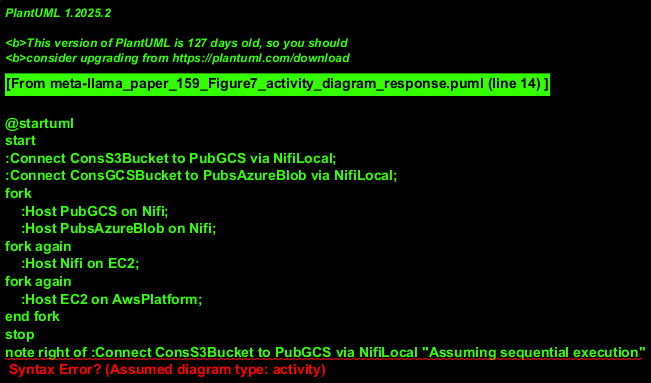 PlantUML 1.2025.2
<b>This version of PlantUML is 127 days old, so you should
<b>consider upgrading from https://plantuml.com/download
[From meta-llama_paper_159_Figure7_activity_diagram_response.puml (line 14) ]
@startuml
start
:Connect ConsS3Bucket to PubGCS via NifiLocal;
:Connect ConsGCSBucket to PubsAzureBlob via NifiLocal;
fork
:Host PubGCS on Nifi;
:Host PubsAzureBlob on Nifi;
fork again
:Host Nifi on EC2;
fork again
:Host EC2 on AwsPlatform;
end fork
stop
note right of :Connect ConsS3Bucket to PubGCS via NifiLocal "Assuming sequential execution"
Syntax Error? (Assumed diagram type: activity)